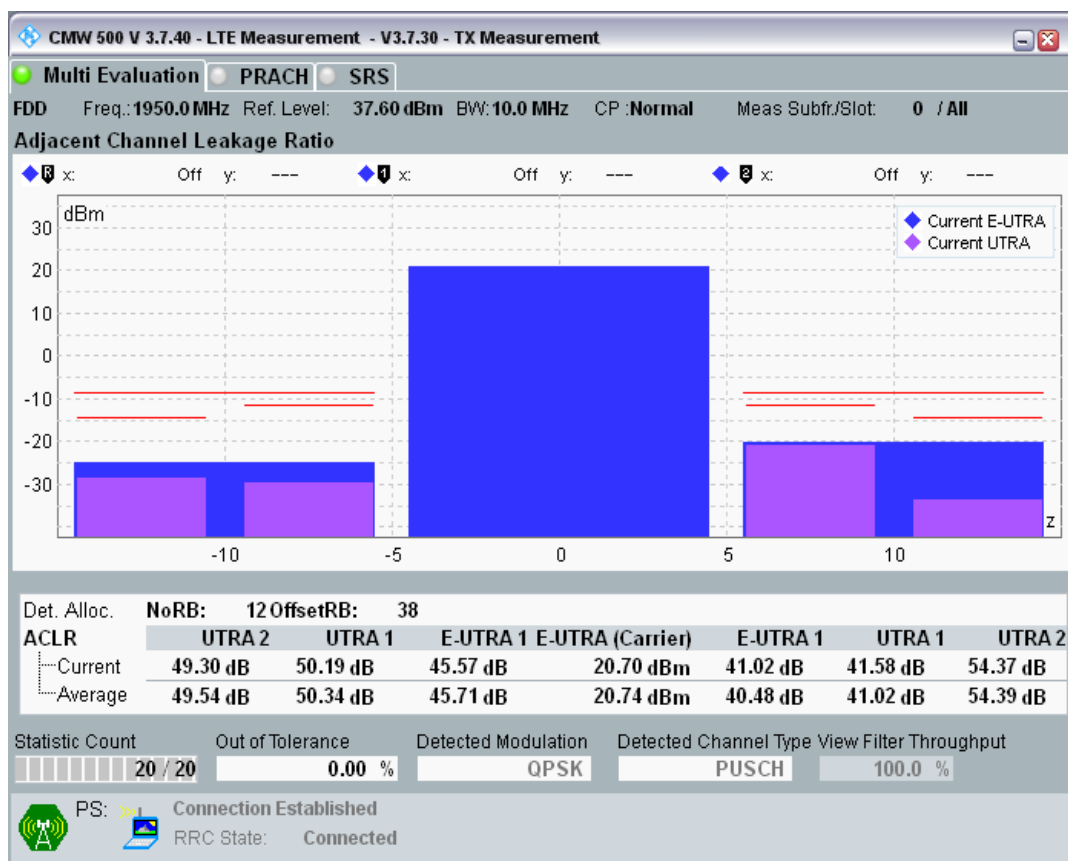 CMW 500 V 3.7.40 - LTE Measurement - V3.7.30 - TX Measurement
Multi Evaluation PRACH SRS
FDD Freq.: 1950.0 MHz Ref. Level: 37.60 dBm BW: 10.0 MHz CP :Normal Meas Subfr./Slot: 0 / All
Adjacent Channel Leakage Ratio
R x: Off y: --- 1 x: Off y: --- 2 x: Off y: ---
dBm
Current E-UTRA
Current UTRA
30
20
10
0
-10
-20
-30
z
-10 -5 0 5 10
Det. Alloc. NoRB: 12 OffsetRB: 38
ACLR UTRA 2 UTRA 1 E-UTRA 1 E-UTRA (Carrier) E-UTRA 1 UTRA 1 UTRA 2
Current 49.30 dB 50.19 dB 45.57 dB 20.70 dBm 41.02 dB 41.58 dB 54.37 dB
Average 49.54 dB 50.34 dB 45.71 dB 20.74 dBm 40.48 dB 41.02 dB 54.39 dB
Statistic Count Out of Tolerance Detected Modulation Detected Channel Type View Filter Throughput
20 / 20 0.00 % QPSK PUSCH 100.0 %
PS: Connection Established
RRC State: Connected